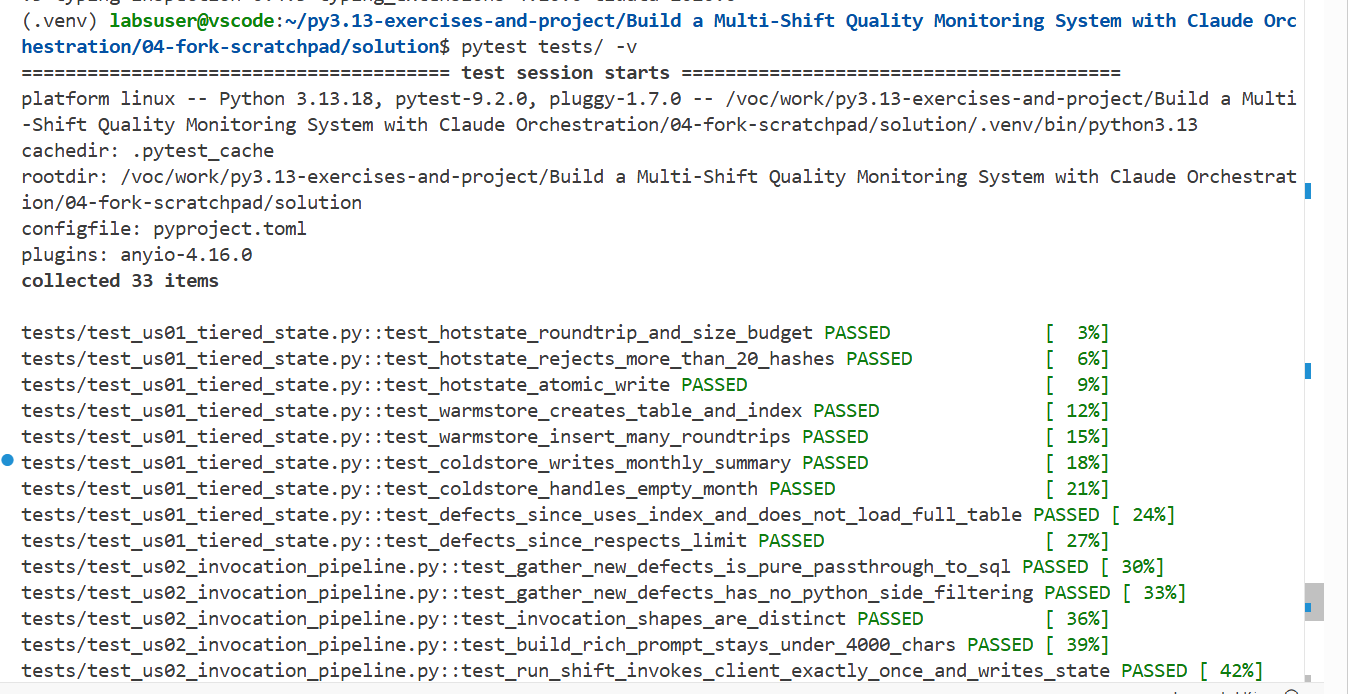 (.venv) labsuser@vscode:~/py3.13-exercises-and-project/Build a Multi-Shift Quality Monitoring System with Claude Orc
hestration/04-fork-scratchpad/solution$ pytest tests/ -v
======================================= test session starts ========================================
platform linux -- Python 3.13.18, pytest-9.2.0, pluggy-1.7.0 -- /voc/work/py3.13-exercises-and-project/Build a Multi
-Shift Quality Monitoring System with Claude Orchestration/04-fork-scratchpad/solution/.venv/bin/python3.13
cachedir: .pytest_cache
rootdir: /voc/work/py3.13-exercises-and-project/Build a Multi-Shift Quality Monitoring System with Claude Orchestrat
ion/04-fork-scratchpad/solution
configfile: pyproject.toml
plugins: anyio-4.16.0
collected 33 items
tests/test_us01_tiered_state.py::test_hotstate_roundtrip_and_size_budget PASSED [  3%]
tests/test_us01_tiered_state.py::test_hotstate_rejects_more_than_20_hashes PASSED [  6%]
tests/test_us01_tiered_state.py::test_hotstate_atomic_write PASSED [  9%]
tests/test_us01_tiered_state.py::test_warmstore_creates_table_and_index PASSED [ 12%]
tests/test_us01_tiered_state.py::test_warmstore_insert_many_roundtrips PASSED [ 15%]
tests/test_us01_tiered_state.py::test_coldstore_writes_monthly_summary PASSED [ 18%]
tests/test_us01_tiered_state.py::test_coldstore_handles_empty_month PASSED [ 21%]
tests/test_us01_tiered_state.py::test_defects_since_uses_index_and_does_not_load_full_table PASSED [ 24%]
tests/test_us01_tiered_state.py::test_defects_since_respects_limit PASSED [ 27%]
tests/test_us02_invocation_pipeline.py::test_gather_new_defects_is_pure_passthrough_to_sql PASSED [ 30%]
tests/test_us02_invocation_pipeline.py::test_gather_new_defects_has_no_python_side_filtering PASSED [ 33%]
tests/test_us02_invocation_pipeline.py::test_invocation_shapes_are_distinct PASSED [ 36%]
tests/test_us02_invocation_pipeline.py::test_build_rich_prompt_stays_under_4000_chars PASSED [ 39%]
tests/test_us02_invocation_pipeline.py::test_run_shift_invokes_client_exactly_once_and_writes_state PASSED [ 42%]